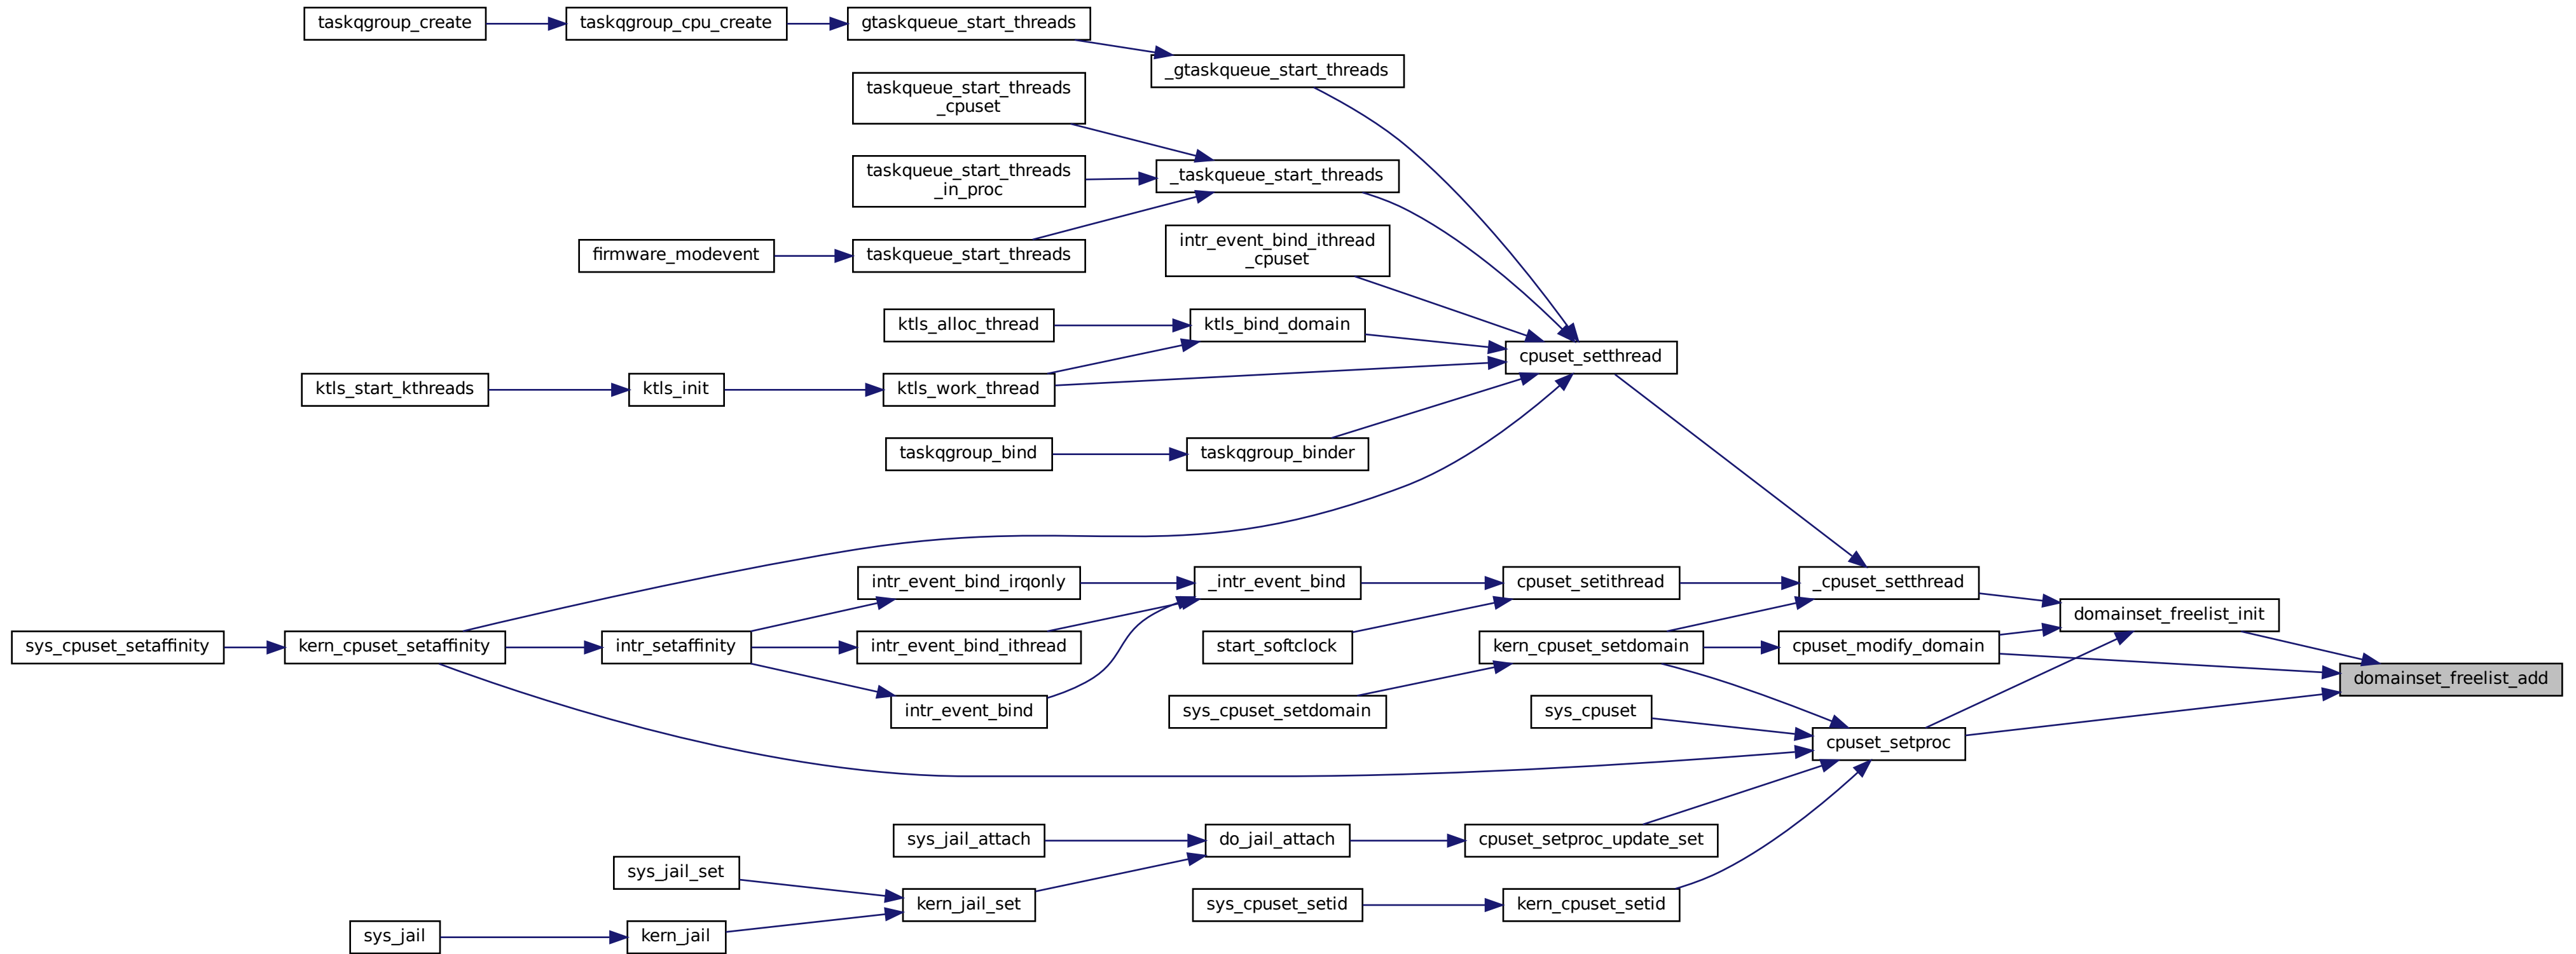 taskqgroup_create
taskqgroup_cpu_create
gtaskqueue_start_threads
_gtaskqueue_start_threads
taskqueue_start_threads
_cpuset
taskqueue_start_threads
_in_proc
_taskqueue_start_threads
intr_event_bind_ithread
_cpuset
firmware_modevent
taskqueue_start_threads
ktls_alloc_thread
ktls_bind_domain
cpuset_setthread
ktls_start_kthreads
ktls_init
ktls_work_thread
taskqgroup_bind
taskqgroup_binder
intr_event_bind_irqonly
_intr_event_bind
cpuset_setithread
_cpuset_setthread
domainset_freelist_init
sys_cpuset_setaffinity
kern_cpuset_setaffinity
intr_setaffinity
intr_event_bind_ithread
start_softclock
kern_cpuset_setdomain
cpuset_modify_domain
domainset_freelist_add
intr_event_bind
sys_cpuset_setdomain
sys_cpuset
cpuset_setproc
sys_jail_attach
do_jail_attach
cpuset_setproc_update_set
sys_jail_set
kern_jail_set
sys_cpuset_setid
kern_cpuset_setid
sys_jail
kern_jail